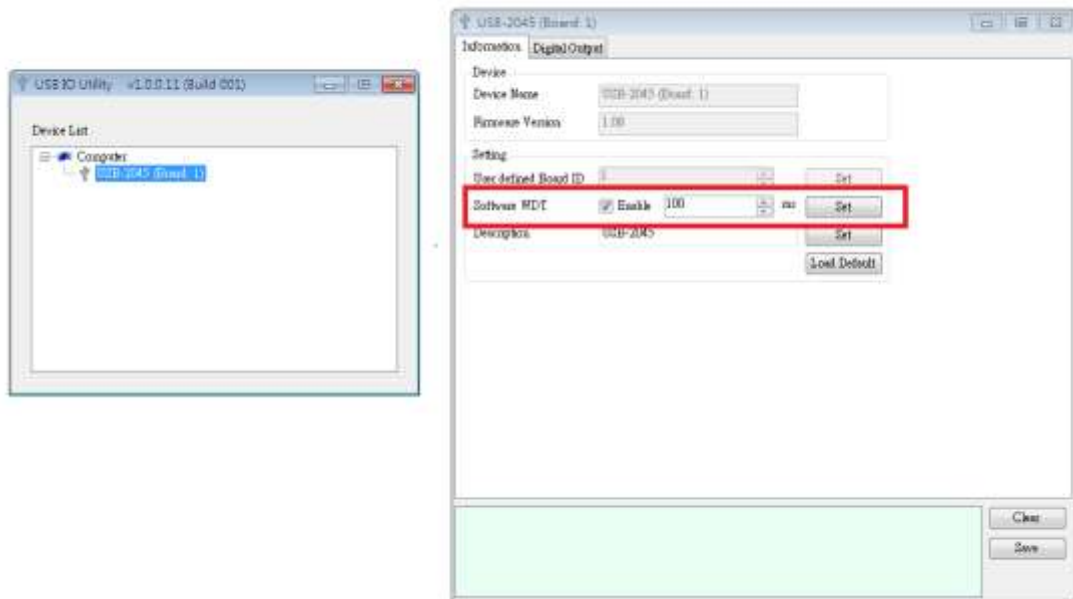 USB IO Utility v1.0.0.11 (Build 001)
Device List
Computer
USB-2045 (Board: 1)
USB-2045 (Board: 1)
Information Digital Output
Device
Device Name USB-2045 (Board: 1)
Firmware Version 1.00
Setting
User defined Board ID 1 Set
Software WDT Enable 100 ms Set
Description USB-2045 Set
Load Default
Clear
Save